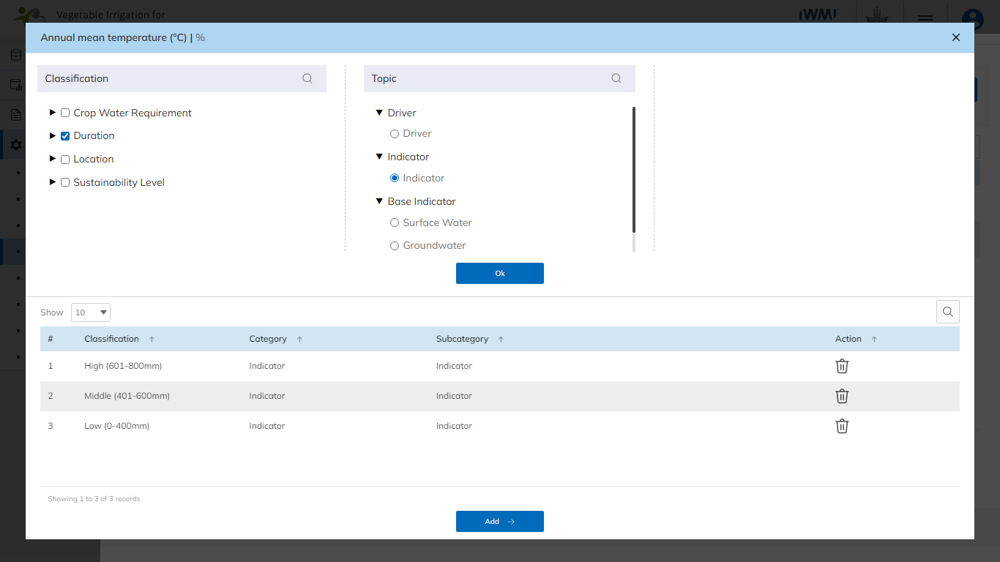 Vegetable Irrigation for
IWMI
Annual mean temperature (°C) | %
Classification
Crop Water Requirement
Duration
Location
Sustainability Level
Topic
Driver
Driver
Indicator
Indicator
Base Indicator
Surface Water
Groundwater
Ok
Show 10
# Classification Category Subcategory Action
1 High (601-800mm) Indicator Indicator
2 Middle (401-600mm) Indicator Indicator
3 Low (0-400mm) Indicator Indicator
Showing 1 to 3 of 3 records
Add